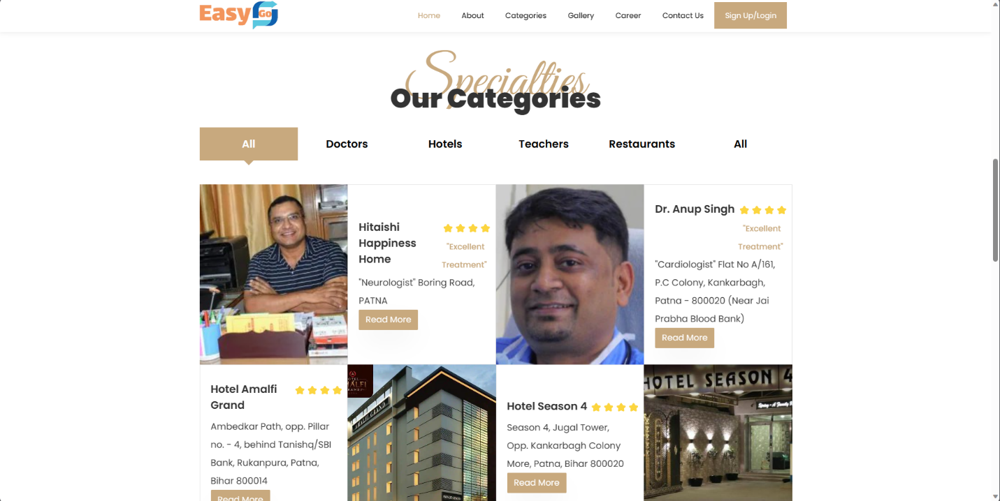 Easy Go
Home About Categories Gallery Career Contact Us Sign Up/Login
Specialties
Our Categories
All Doctors Hotels Teachers Restaurants All
Hitaishi
Happiness
Home
"Excellent
Treatment"
"Neurologist" Boring Road,
PATNA
Read More
Dr. Anup Singh
"Excellent
Treatment"
"Cardiologist" Flat No A/161,
P.C Colony, Kankarbagh,
Patna - 800020 (Near Jai
Prabha Blood Bank)
Read More
Hotel Amalfi
Grand
Ambedkar Path, opp. Pillar
no. - 4, behind Tanishq/SBI
Bank, Rukanpura, Patna,
Bihar 800014
Read More
AMALFI GRAND
Hotel Season 4
Season 4, Jugal Tower,
Opp. Kankarbagh Colony
More, Patna, Bihar 800020
Read More
HOTEL SEASON 4